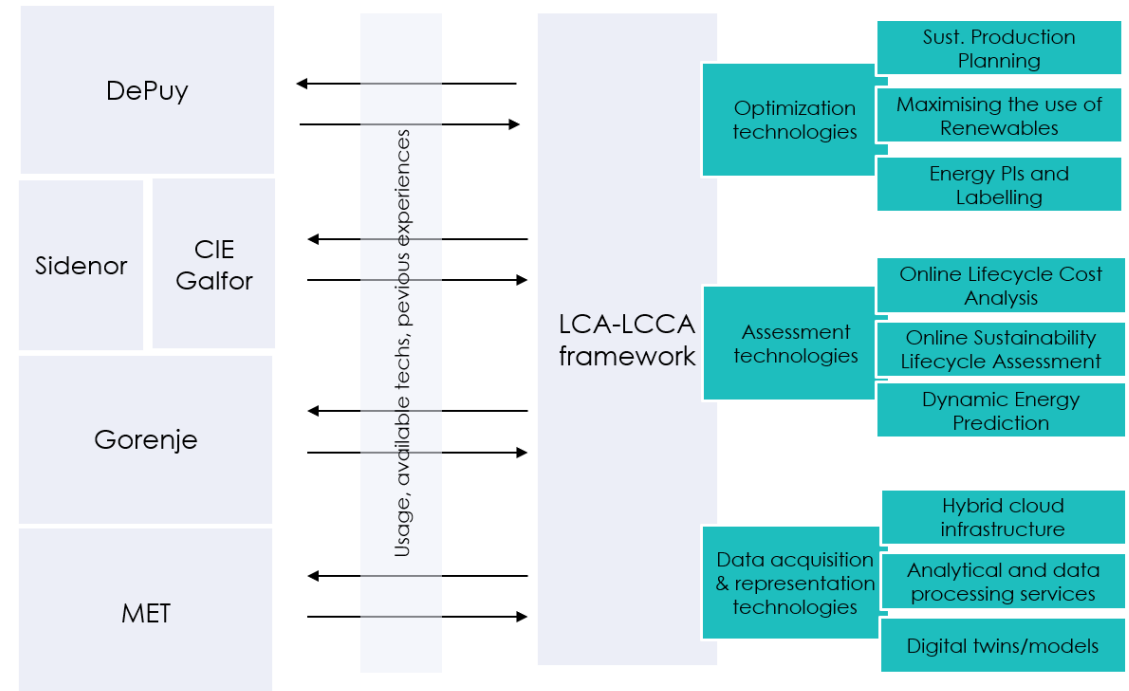 DePuy
Sidenor
CIE
Galfor
Gorenje
MET
Usage, available techs, pevious experiences
LCA-LCCA
framework
Optimization
technologies
Sust. Production
Planning
Maximising the use of
Renewables
Energy PIs and
Labelling
Assessment
technologies
Online Lifecycle Cost
Analysis
Online Sustainability
Lifecycle Assessment
Dynamic Energy
Prediction
Data acquisition
& representation
technologies
Hybrid cloud
infrastructure
Analytical and data
processing services
Digital twins/models